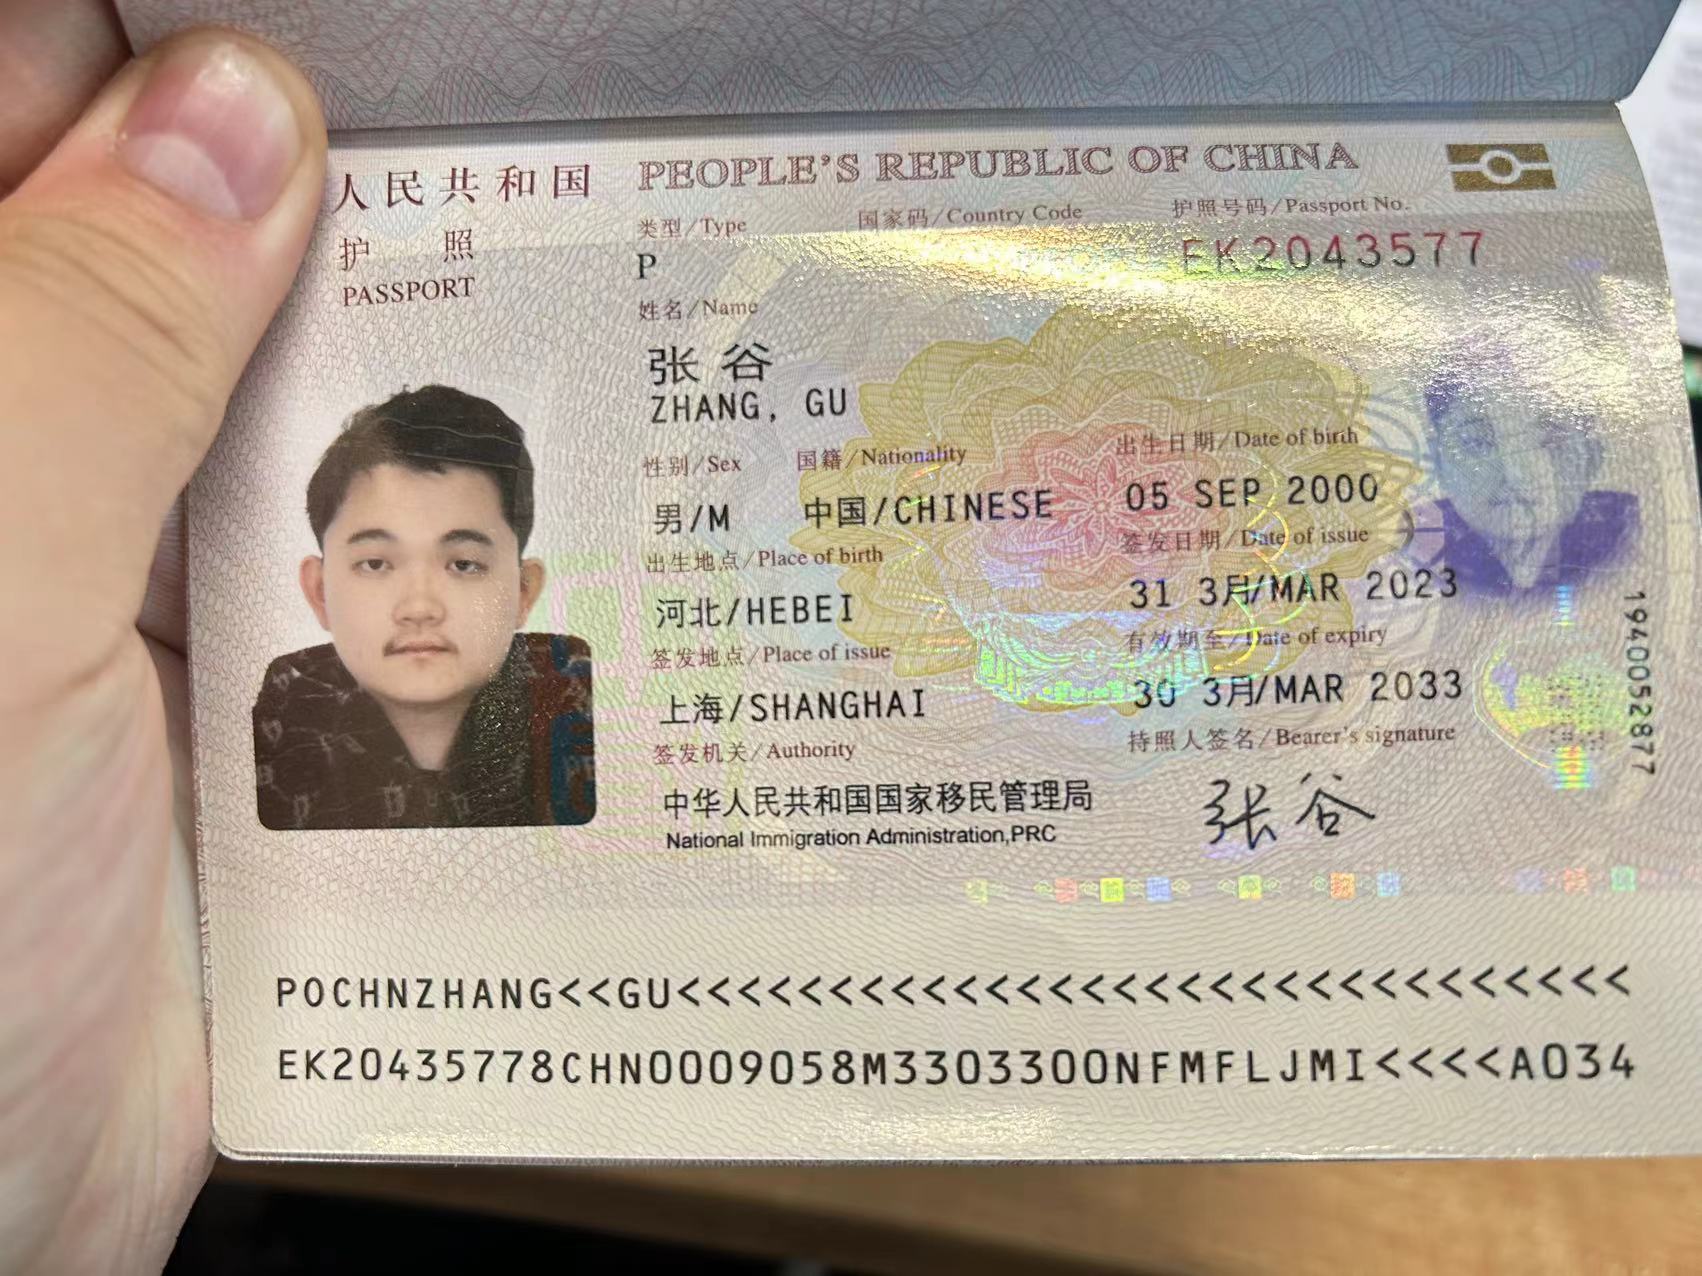 人民共和国 PEOPLE'S REPUBLIC OF CHINA
护照
PASSPORT
类型/Type 国家码/Country Code 护照号码/Passport No.
P EK2043577
姓名/Name
张谷
ZHANG, GU
性别/Sex 国籍/Nationality 出生日期/Date of birth
男/M 中国/CHINESE 05 SEP 2000
出生地点/Place of birth 签发日期/Date of issue
河北/HEBEI 31 3月/MAR 2023
签发地点/Place of issue 有效期至/Date of expiry
上海/SHANGHAI 30 3月/MAR 2033
签发机关/Authority 持照人签名/Bearer's signature
中华人民共和国国家移民管理局 张谷
National Immigration Administration,PRC
1940052877
POCHNZHANG<<GU<<<<<<<<<<<<<<<<<<<<<<<<<<<<<<
EK20435778CHN0009058M3303300NFMFLJMI<<<<A034